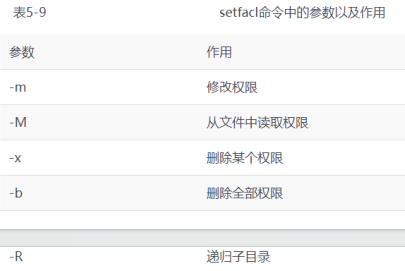 表5-9 setfacl命令中的参数以及作用
参数 作用
-m 修改权限
-M 从文件中读取权限
-x 删除某个权限
-b 删除全部权限
-R 递归子目录